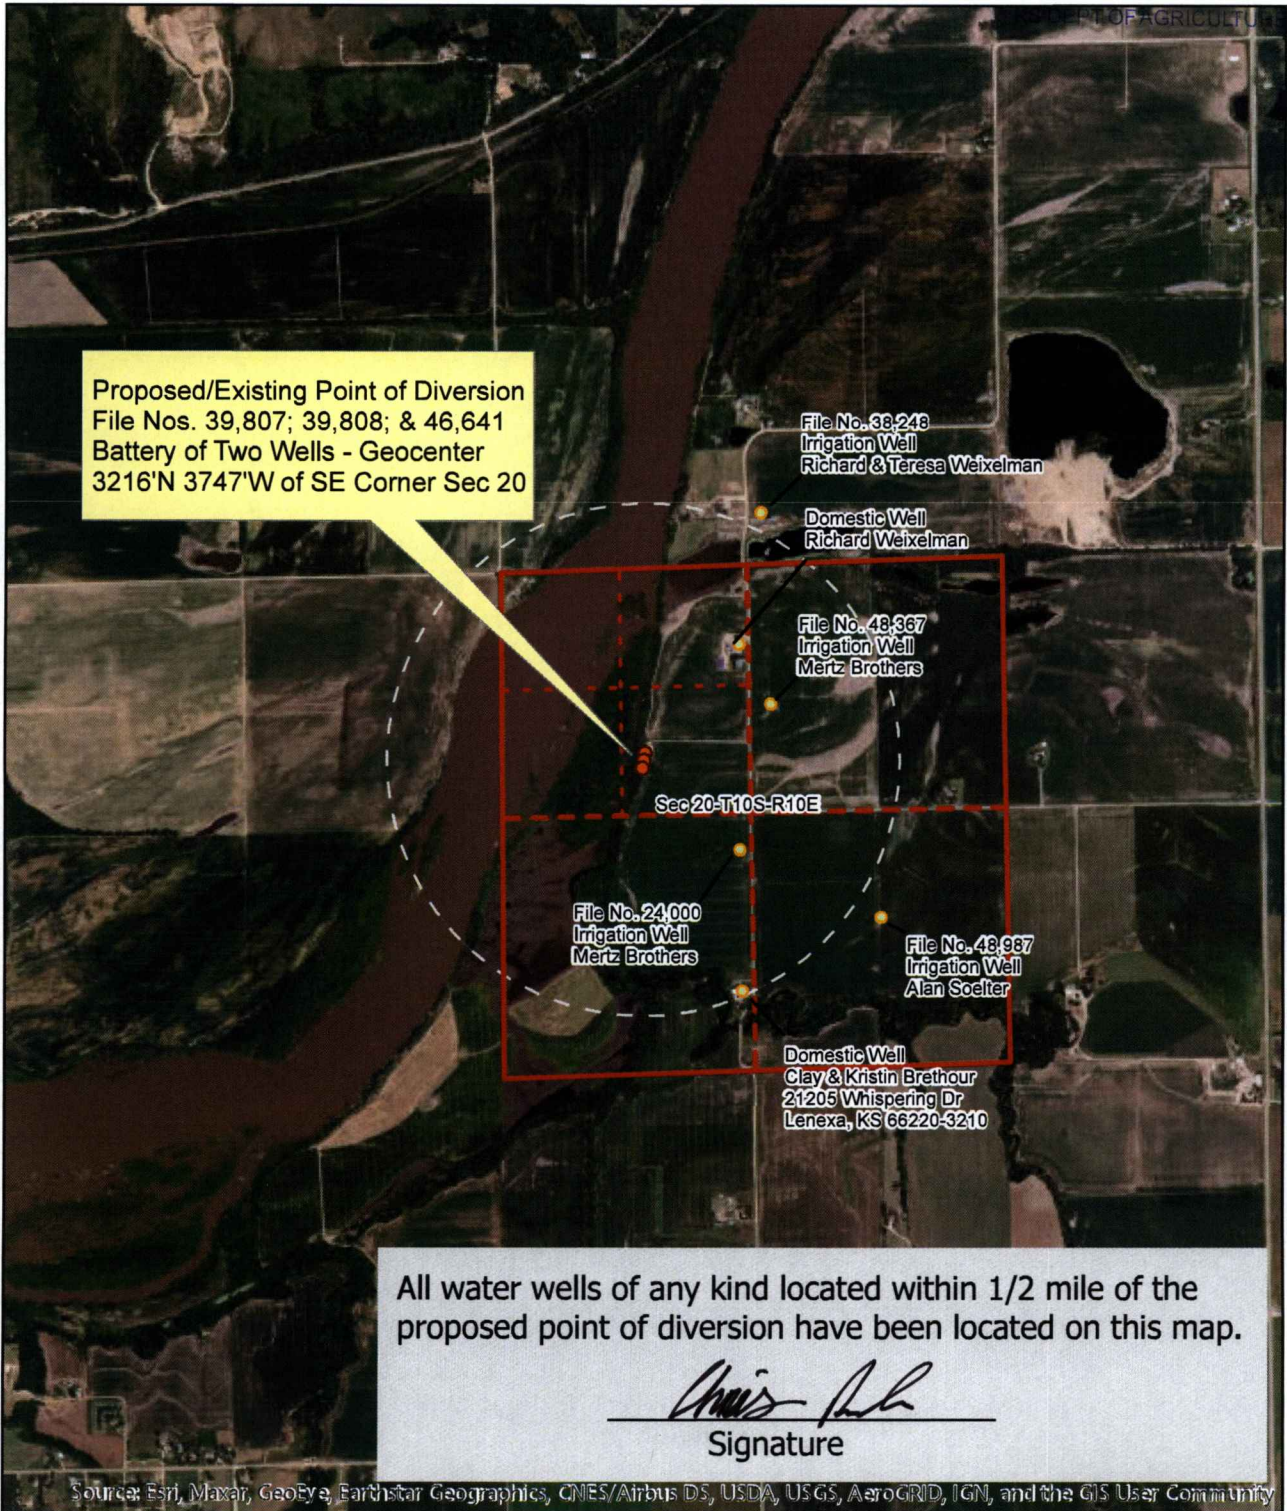 DEPT OF AGRICULTURE
Proposed/Existing Point of Diversion
File Nos. 39,807; 39,808; & 46,641
Battery of Two Wells - Geocenter
3216'N 3747'W of SE Corner Sec 20
File No. 38,248
Irrigation Well
Richard & Teresa Weixelman
Domestic Well
Richard Weixelman
File No. 48,367
Irrigation Well
Mertz Brothers
Sec 20-T10S-R10E
File No. 24,000
Irrigation Well
Mertz Brothers
File No. 48,987
Irrigation Well
Alan Soelter
Domestic Well
Clay & Kristin Brethour
21205 Whispering Dr
Lenexa, KS 66220-3210
All water wells of any kind located within 1/2 mile of the
proposed point of diversion have been located on this map.
Chris
Signature
Source: Esri, Maxar, GeoEye, Earthstar Geographics, CNES/Airbus DS, USDA, USGS, AeroGRID, IGN, and the GIS User Community